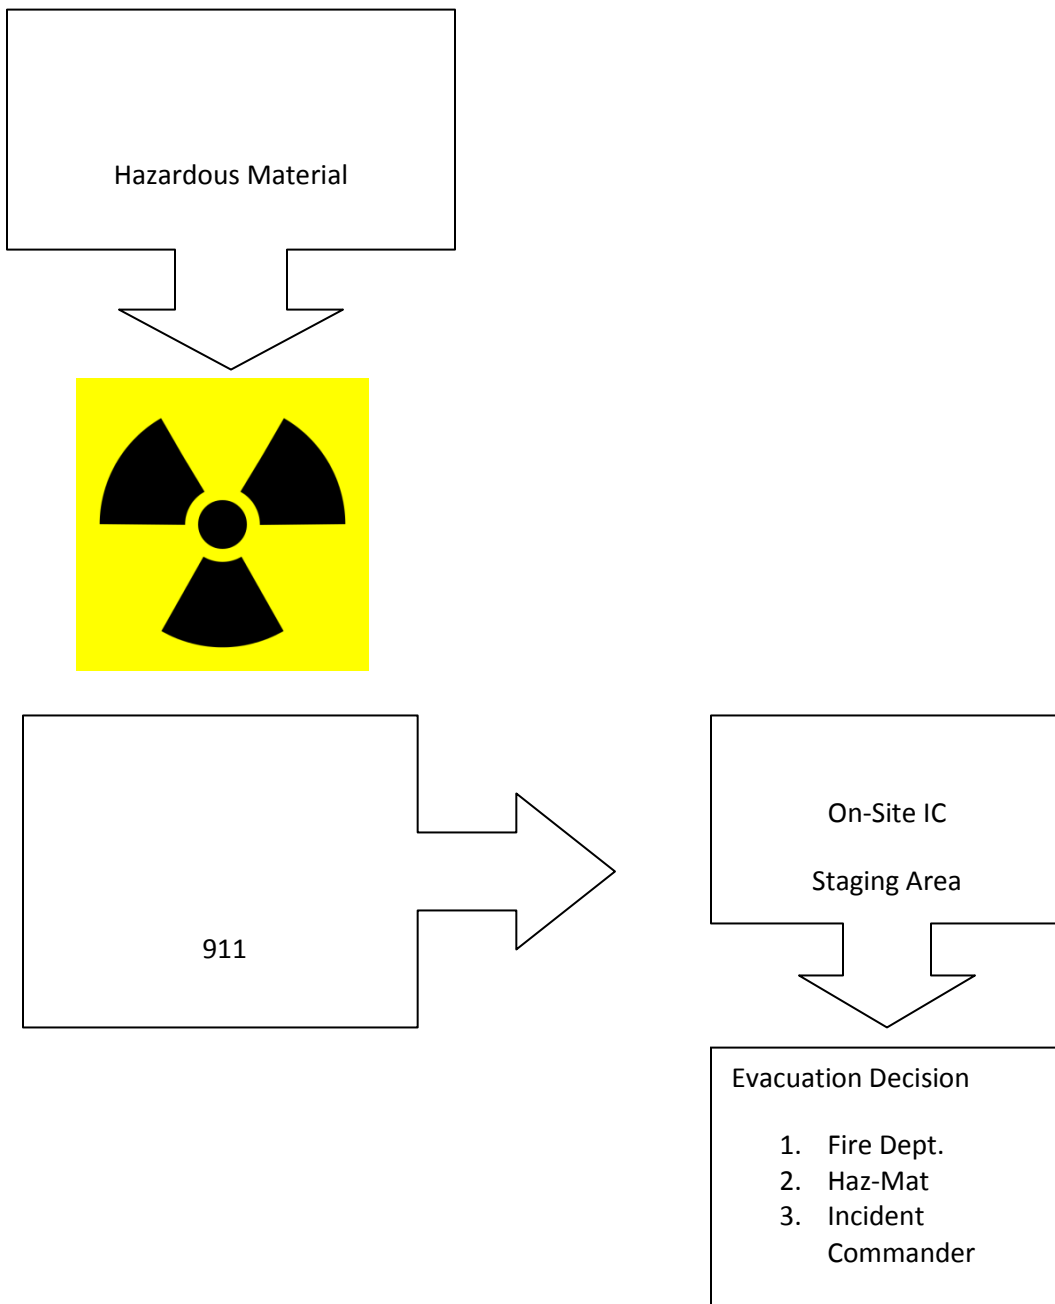 Hazardous Material
911
On-Site IC
Staging Area
Evacuation Decision
1. Fire Dept.
2. Haz-Mat
3. Incident
Commander